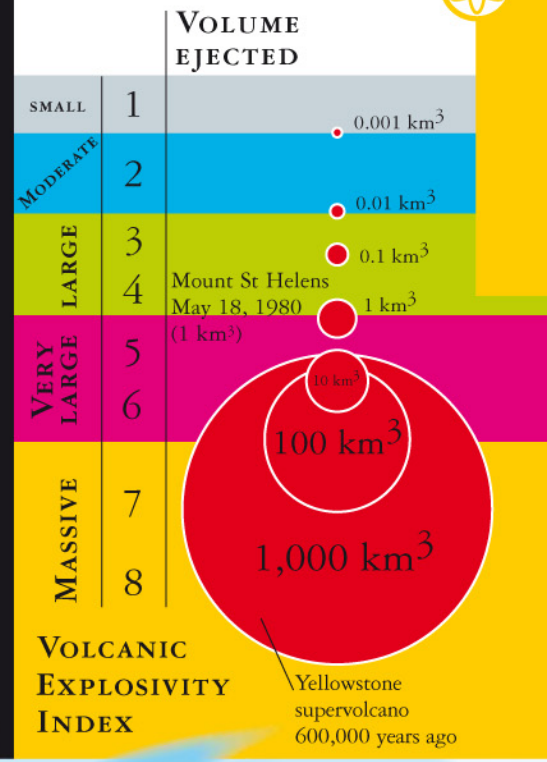 VOLUME
EJECTED
SMALL
1
0.001 km³
MODERATE
2
0.01 km³
LARGE
3
0.1 km³
4
Mount St Helens
May 18, 1980
(1 km³)
1 km³
VERY
LARGE
5
10 km³
6
100 km³
MASSIVE
7
1,000 km³
8
VOLCANIC
EXPLOSIVITY
INDEX
Yellowstone
supervolcano
600,000 years ago